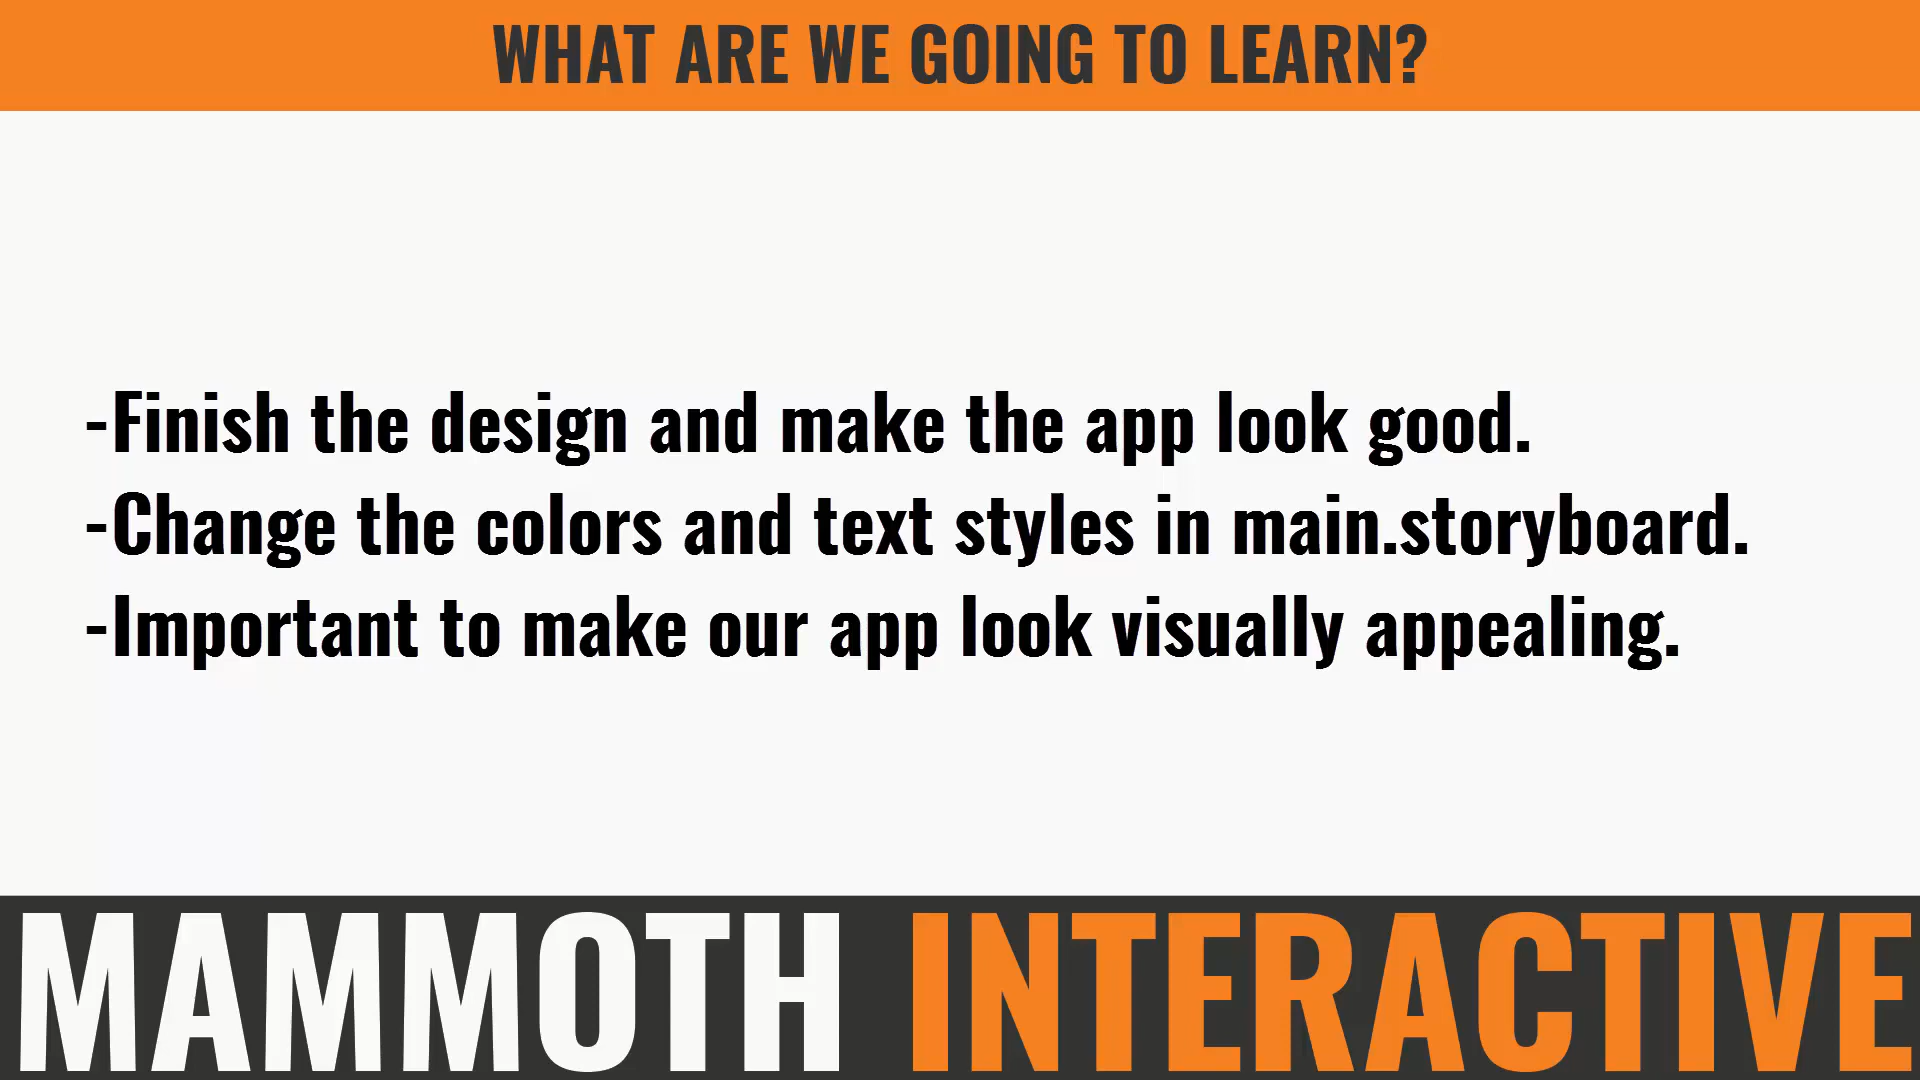 WHAT ARE WE GOING TO LEARN?
-Finish the design and make the app look good.
-Change the colors and text styles in main.storyboard.
-Important to make our app look visually appealing.
MAMMOTH INTERACTIVE